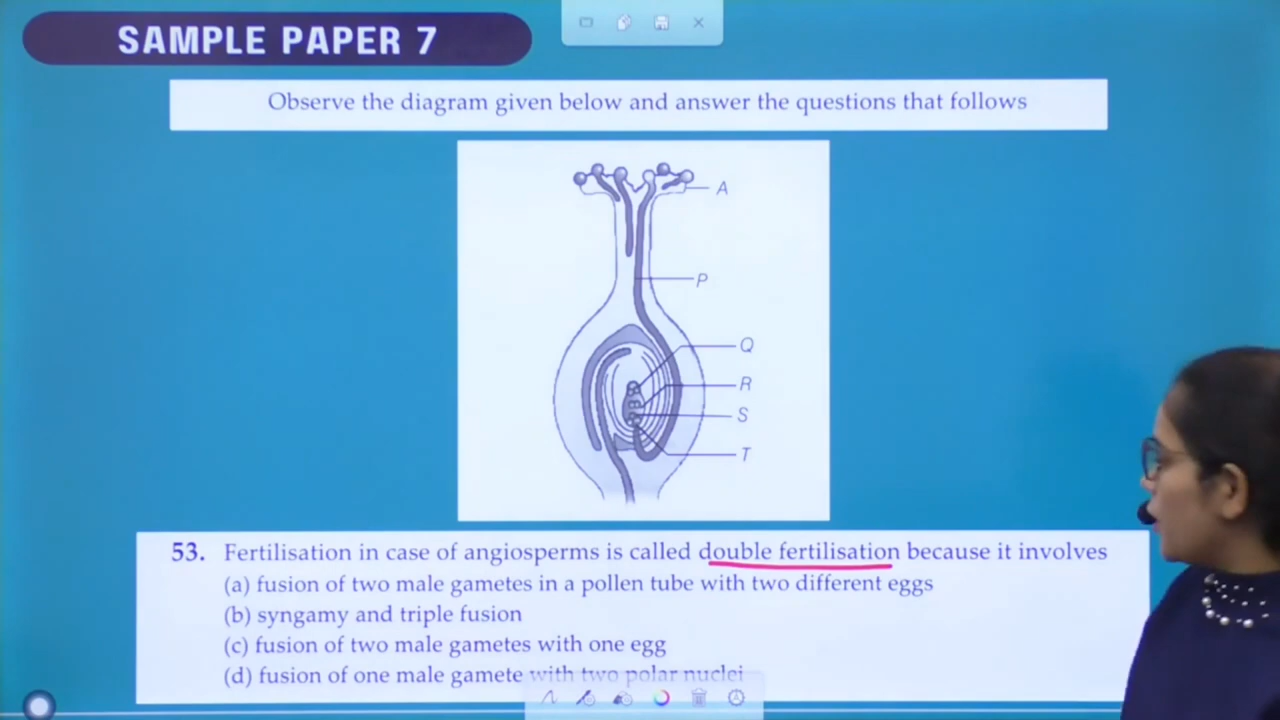 SAMPLE PAPER 7
Observe the diagram given below and answer the questions that follows
A
P
Q
R
S
T
53. Fertilisation in case of angiosperms is called double fertilisation because it involves
(a) fusion of two male gametes in a pollen tube with two different eggs
(b) syngamy and triple fusion
(c) fusion of two male gametes with one egg
(d) fusion of one male gamete with two polar nuclei